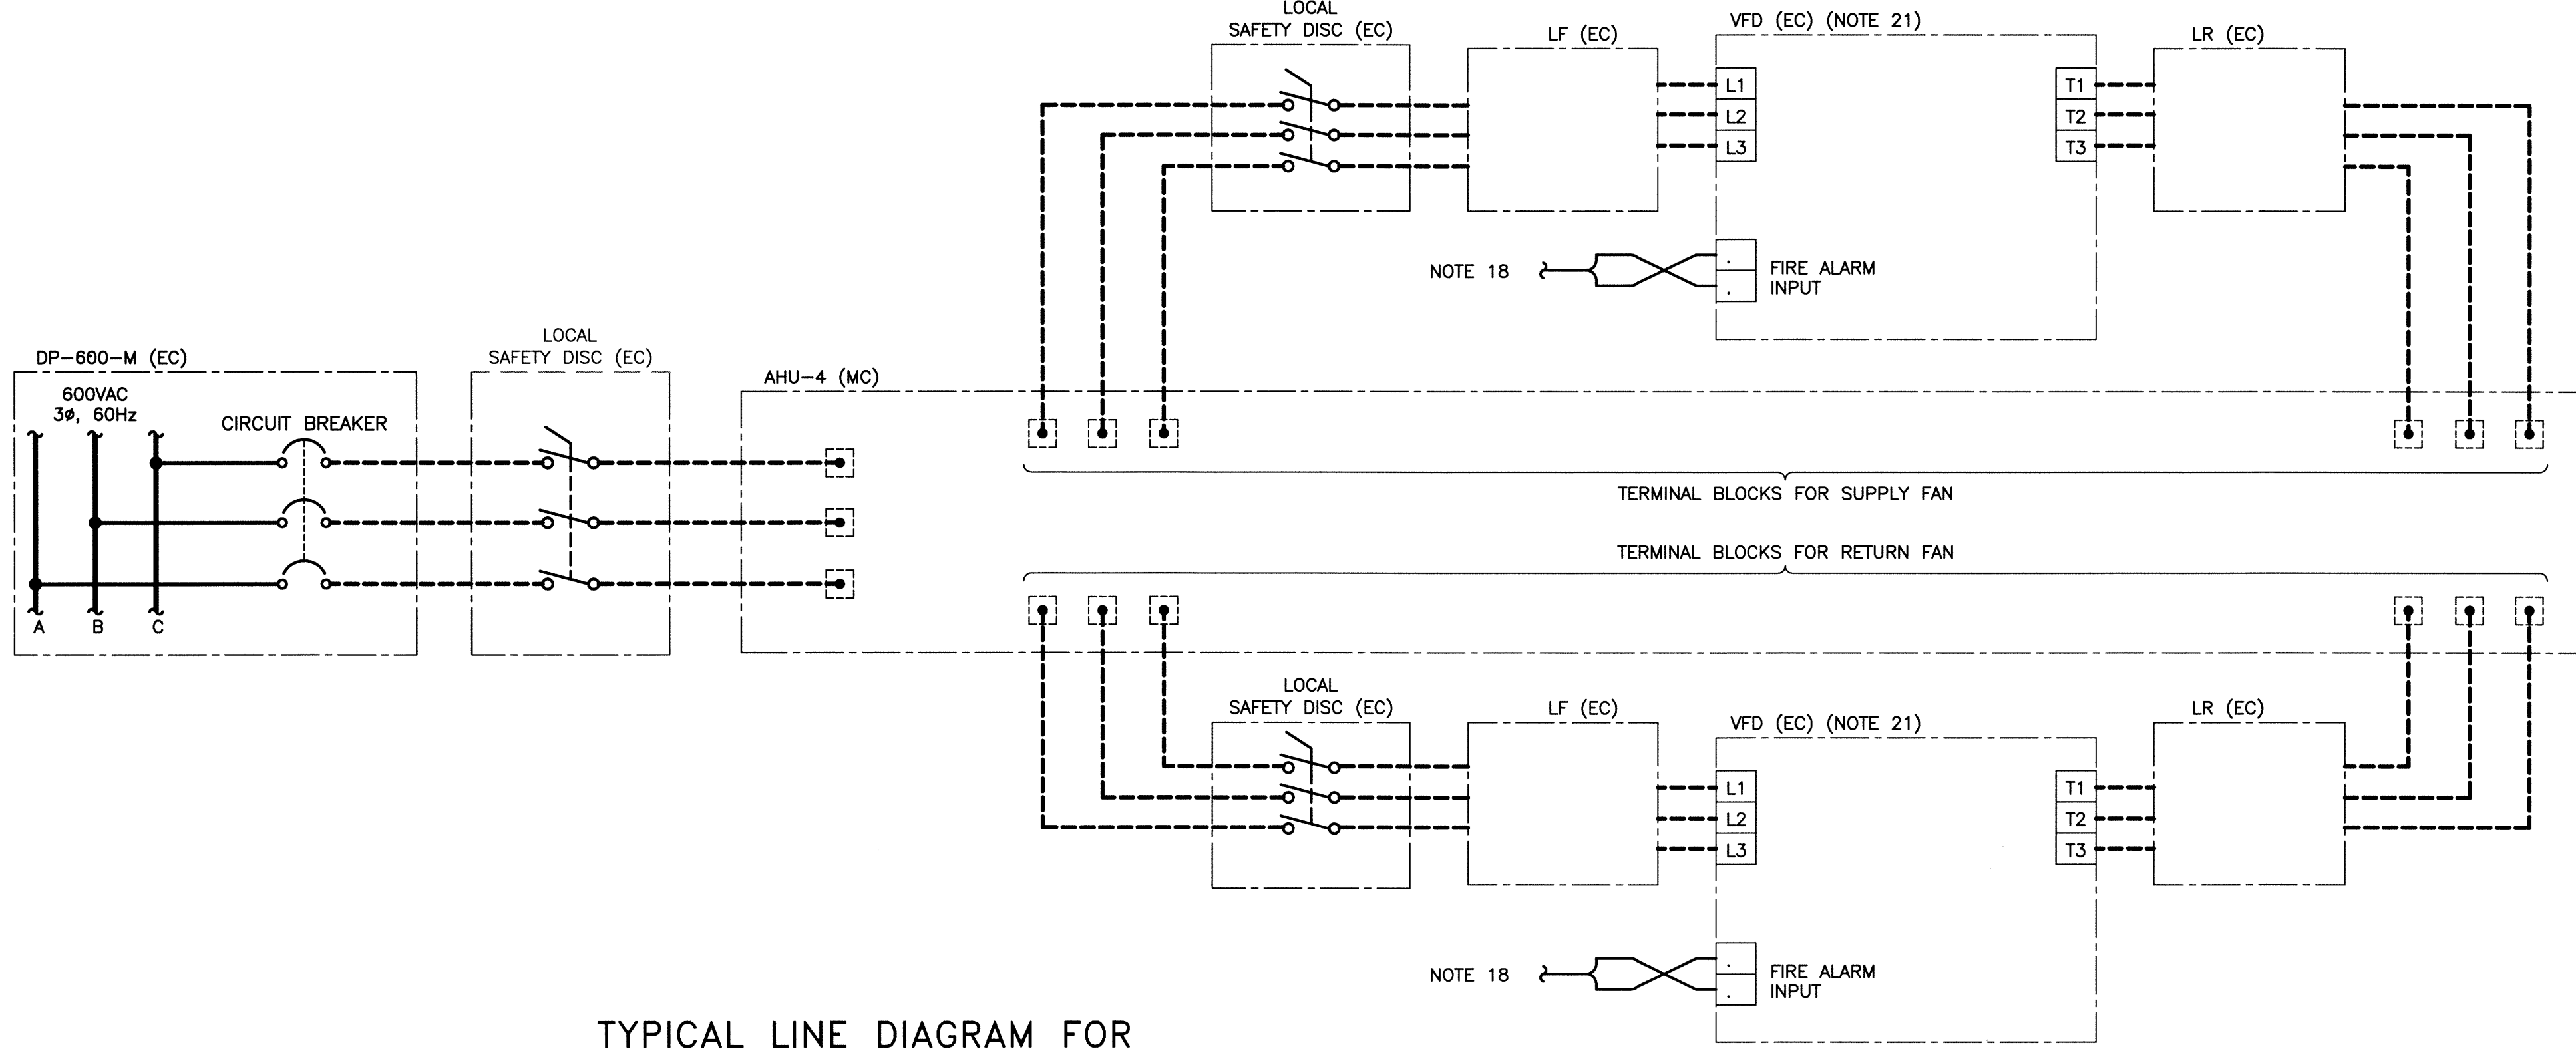 LOCAL
SAFETY DISC (EC)
LF (EC)
VFD (EC) (NOTE 21)
LR (EC)
L1
L2
L3
T1
T2
T3
NOTE 18
FIRE ALARM
INPUT
DP-600-M (EC)
600VAC
3ø, 60Hz
CIRCUIT BREAKER
A
B
C
LOCAL
SAFETY DISC (EC)
AHU-4 (MC)
TERMINAL BLOCKS FOR SUPPLY FAN
TERMINAL BLOCKS FOR RETURN FAN
LOCAL
SAFETY DISC (EC)
LF (EC)
VFD (EC) (NOTE 21)
LR (EC)
L1
L2
L3
T1
T2
T3
NOTE 18
FIRE ALARM
INPUT
TYPICAL LINE DIAGRAM FOR